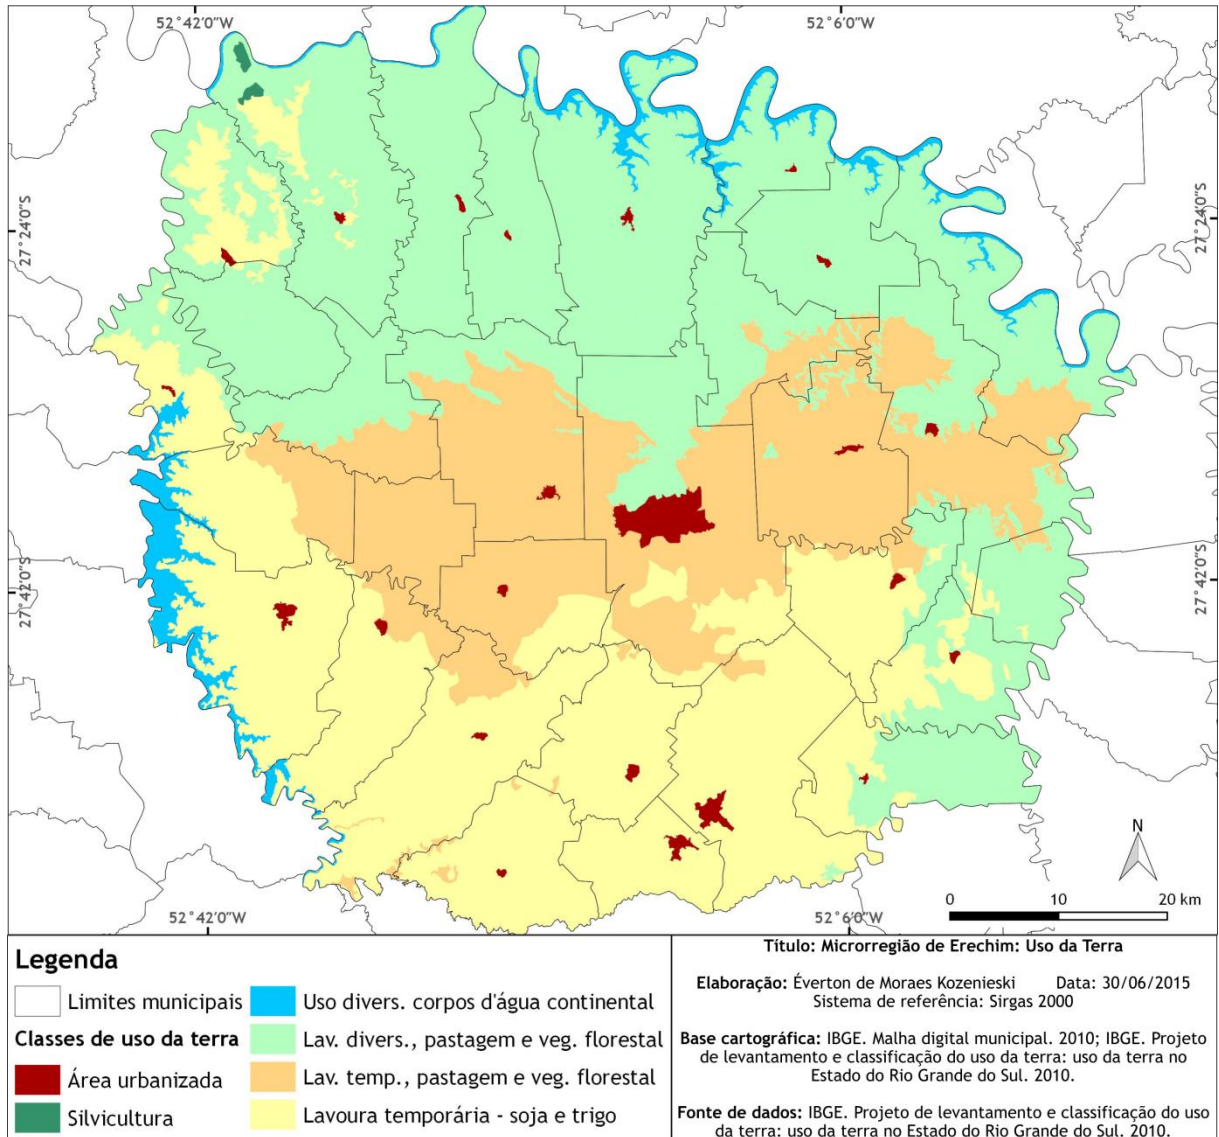 52°42'0"W
52°6'0"W
27°24'0"S
27°24'0"S
27°42'0"S
27°42'0"S
N
0 10 20 km
52°42'0"W
52°6'0"W
Legenda
Limites municipais
Classes de uso da terra
Área urbanizada
Silvicultura
Uso divers. corpos d'água continental
Lav. divers., pastagem e veg. florestal
Lav. temp., pastagem e veg. florestal
Lavoura temporária - soja e trigo
Título: Microrregião de Erechim: Uso da Terra
Elaboração: Éverton de Moraes Kozenieski Data: 30/06/2015
Sistema de referência: Sirgas 2000
Base cartográfica: IBGE. Malha digital municipal. 2010; IBGE. Projeto
de levantamento e classificação do uso da terra: uso da terra no
Estado do Rio Grande do Sul. 2010.
Fonte de dados: IBGE. Projeto de levantamento e classificação do uso
da terra: uso da terra no Estado do Rio Grande do Sul. 2010.